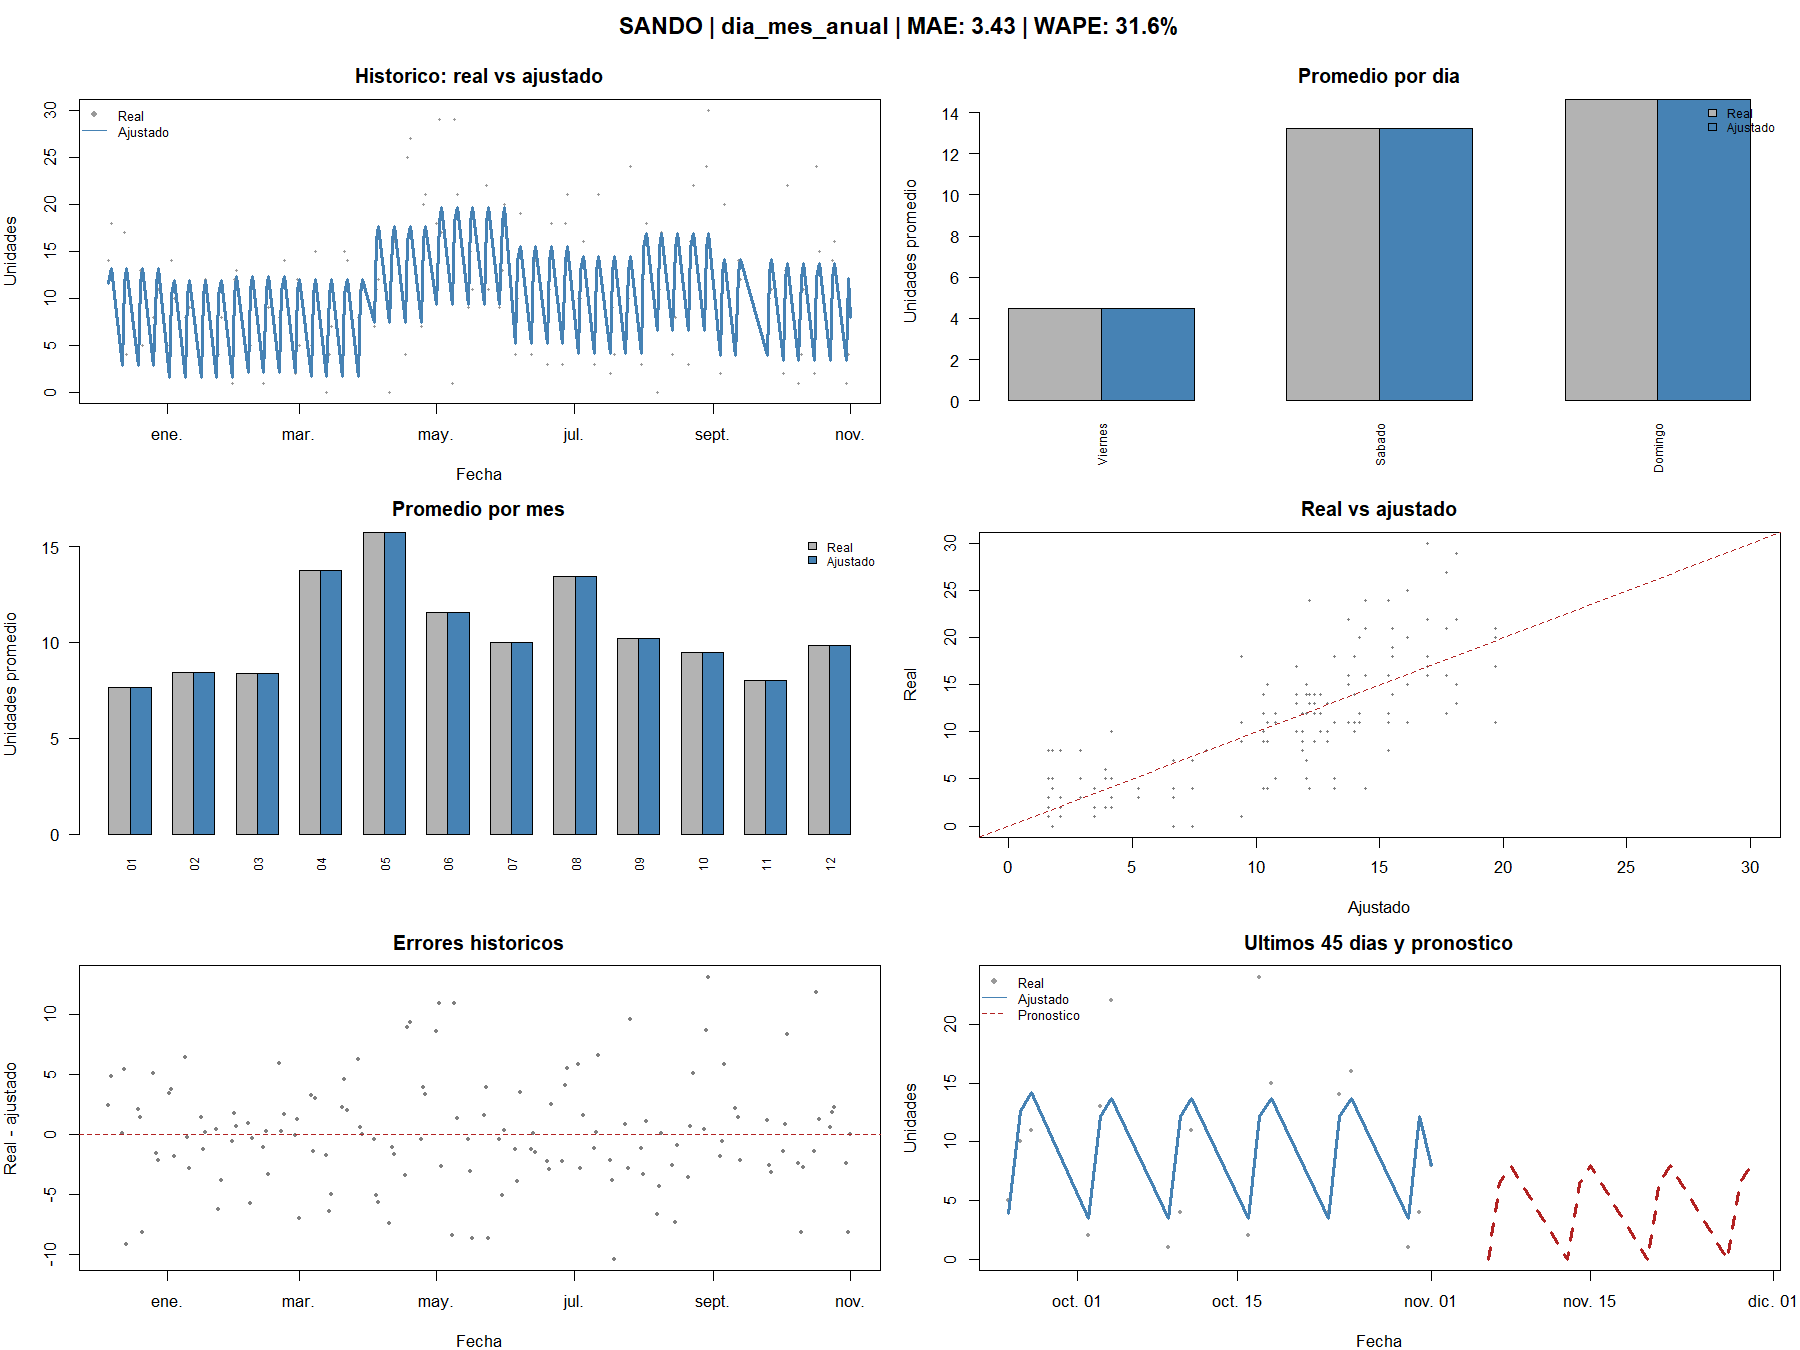 SANDO | dia_mes_anual | MAE: 3.43 | WAPE: 31.6%
Historico: real vs ajustado
Real
Ajustado
Unidades
0
5
10
15
20
25
30
ene.
mar.
may.
jul.
sept.
nov.
Fecha
Promedio por dia
Real
Ajustado
Unidades promedio
0
2
4
6
8
10
12
14
Viernes
Sabado
Domingo
Promedio por mes
Real
Ajustado
Unidades promedio
0
5
10
15
01
02
03
04
05
06
07
08
09
10
11
12
Real vs ajustado
Real
0
5
10
15
20
25
30
0
5
10
15
20
25
30
Ajustado
Errores historicos
Real - ajustado
-10
-5
0
5
10
ene.
mar.
may.
jul.
sept.
nov.
Fecha
Ultimos 45 dias y pronostico
Real
Ajustado
Pronostico
Unidades
0
5
10
15
20
oct. 01
oct. 15
nov. 01
nov. 15
dic. 01
Fecha